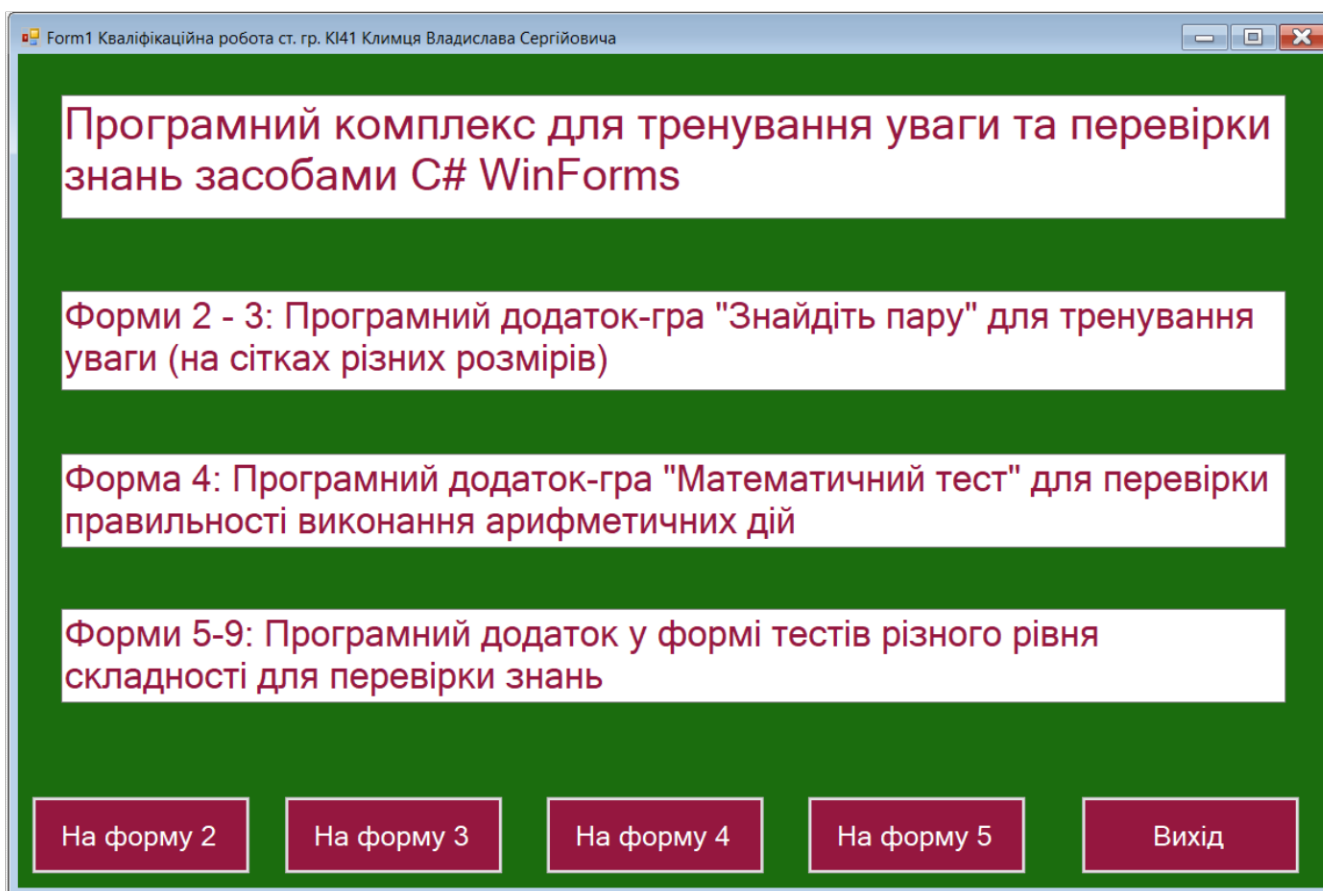 Form1 Кваліфікаційна робота ст. гр. КІ41 Климця Владислава Сергійовича
Програмний комплекс для тренування уваги та перевірки
знань засобами C# WinForms
Форми 2 - 3: Програмний додаток-гра "Знайдіть пару" для тренування
уваги (на сітках різних розмірів)
Форма 4: Програмний додаток-гра "Математичний тест" для перевірки
правильності виконання арифметичних дій
Форми 5-9: Програмний додаток у формі тестів різного рівня
складності для перевірки знань
На форму 2 На форму 3 На форму 4 На форму 5 Вихід